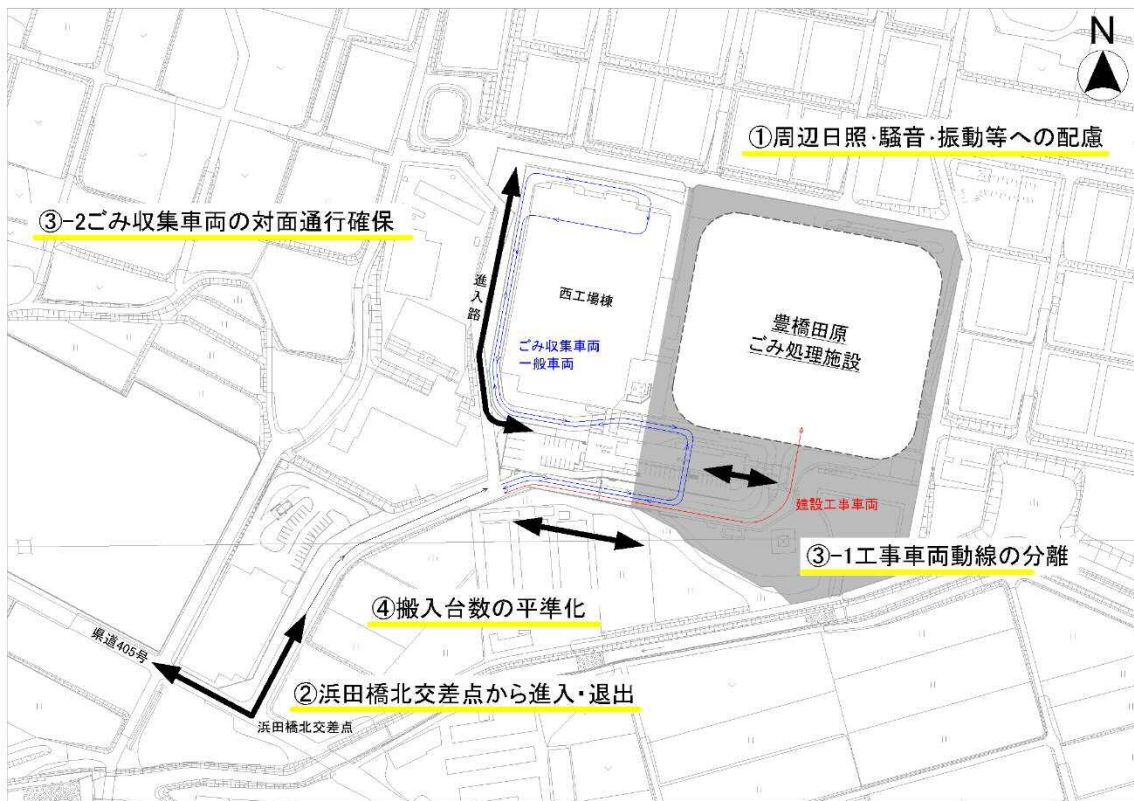 N
①周辺日照・騒音・振動等への配慮
③-2ごみ収集車両の対面通行確保
進入路
西工場棟
ごみ収集車両
一般車両
豊橋田原
ごみ処理施設
建設工事車両
③-1工事車両動線の分離
④搬入台数の平準化
県道405号
②浜田橋北交差点から進入・退出
浜田橋北交差点